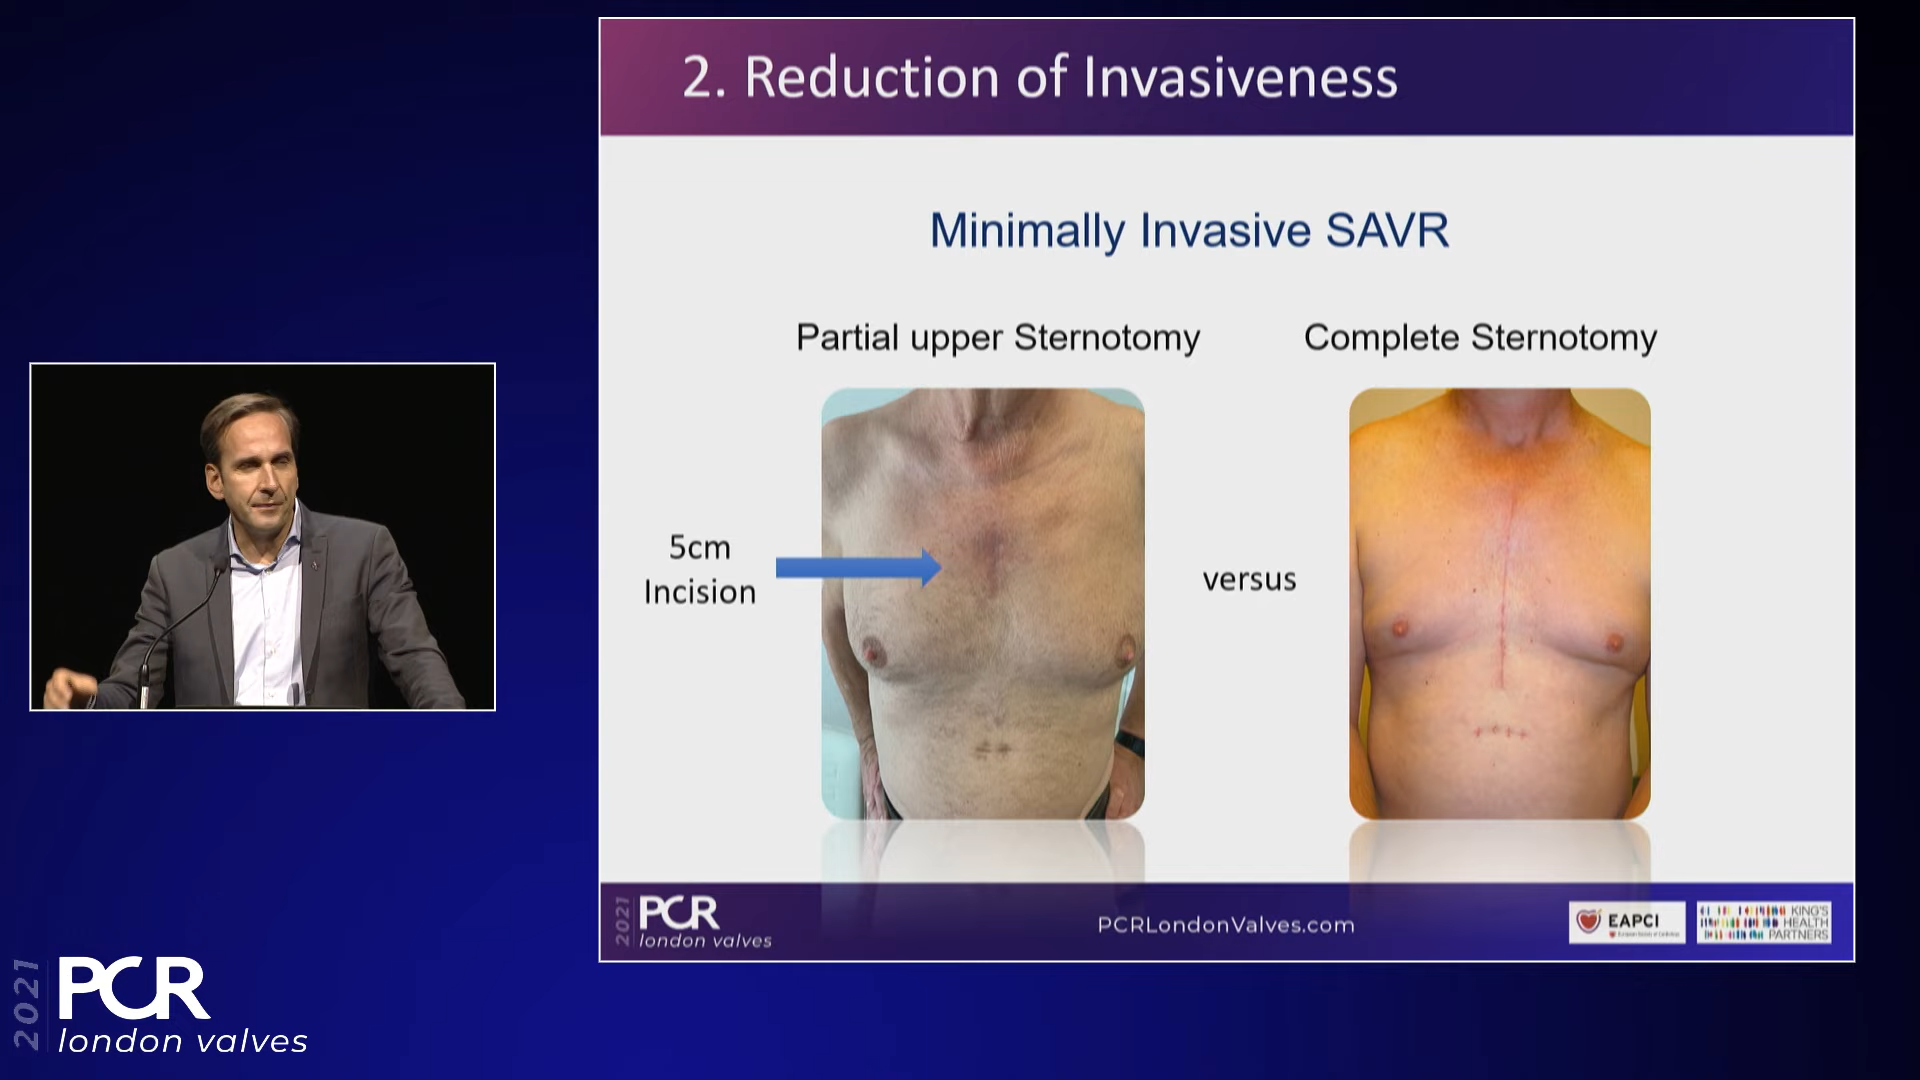 2. Reduction of Invasiveness
Minimally Invasive SAVR
Partial upper Sternotomy
Complete Sternotomy
5cm
Incision
versus
2021
PCR
london valves
PCRLondonValves.com
EAPCI
KING'S
HEALTH
PARTNERS
2021
PCR
london valves